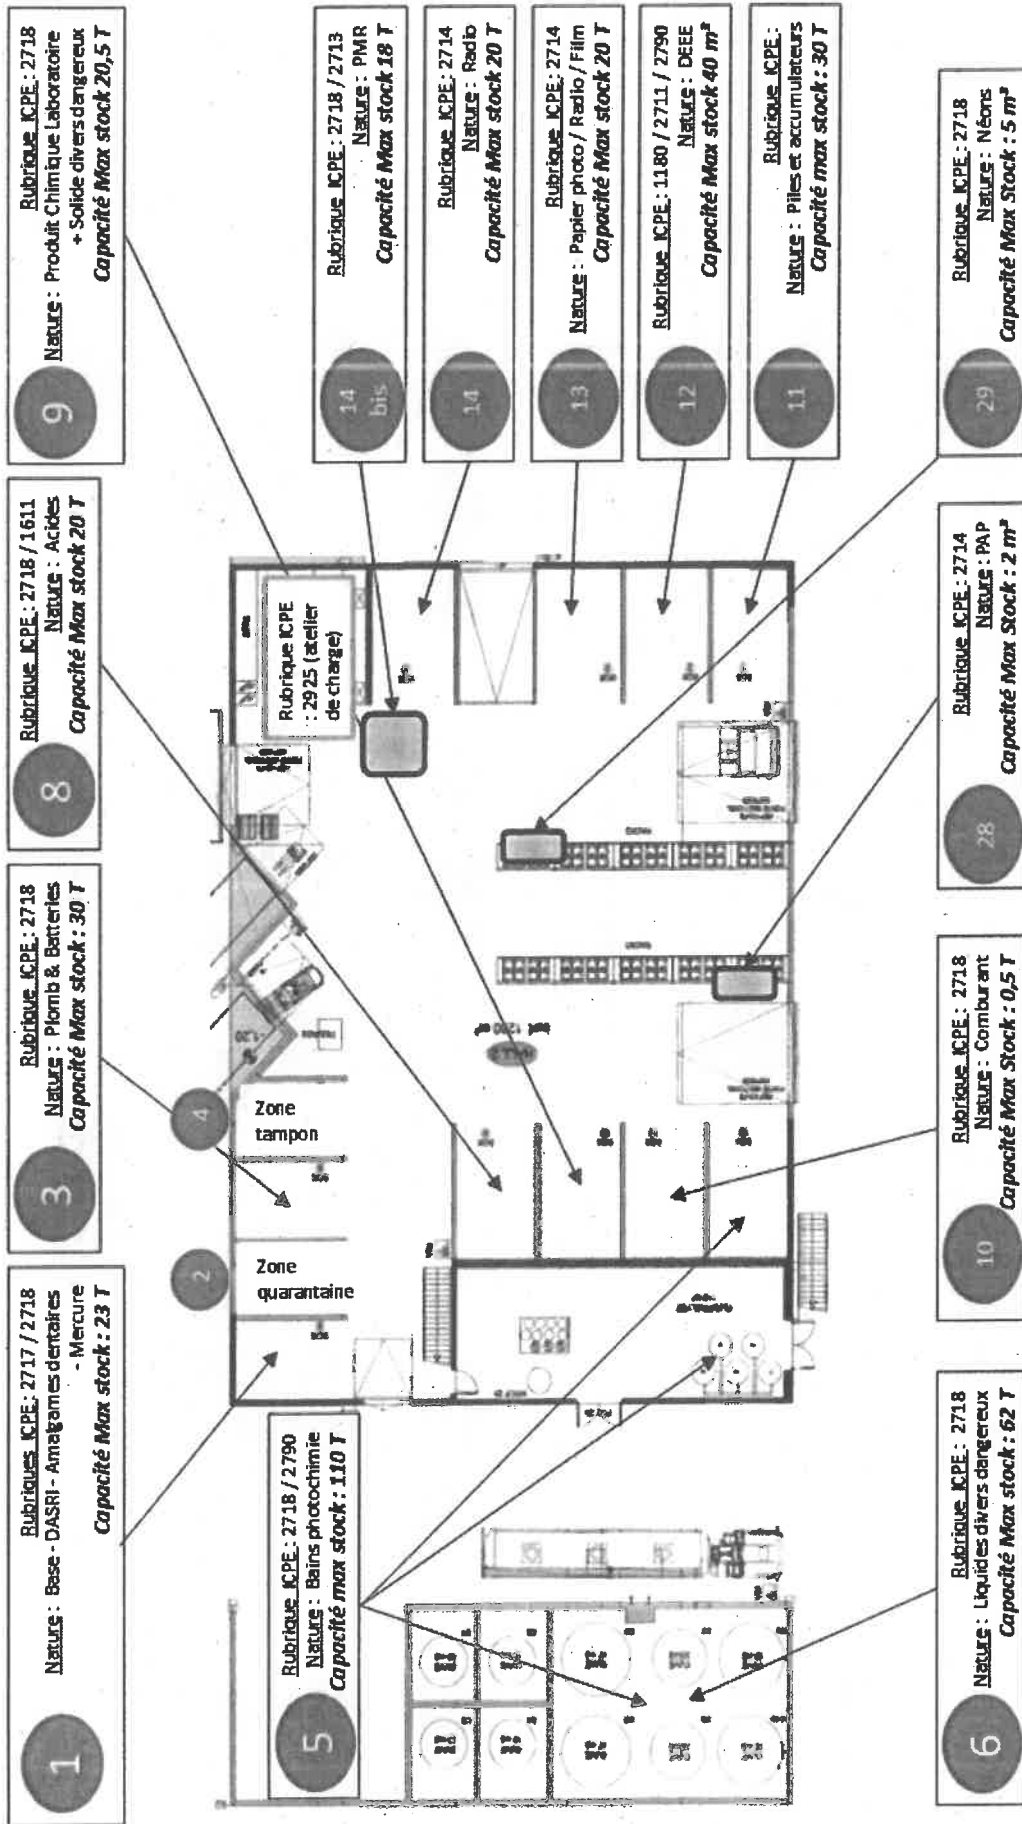 1
Rubriques ICPE : 2717 / 2718
Nature : Base - DASRI - Amalgames dentaires
- Mercure
Capacité Max stock : 23 T
3
Rubrique ICPE : 2718
Nature : Plomb & Batteries
Capacité Max stock : 30 T
8
Rubrique ICPE : 2718 / 1611
Nature : Acides
Capacité Max stock 20 T
9
Rubrique ICPE : 2718
Nature : Produit Chimique Laboratoire
+ Solide divers dangereux
Capacité Max stock 20,5 T
2
4
Zone
quarantaine
Zone
tampon
-1.20
Rubrique ICPE
: 2925 (atelier
de charge)
5
Rubrique ICPE : 2718 / 2790
Nature : Bains photochimie
Capacité max stock : 110 T
14
bis
Rubrique ICPE : 2718 / 2713
Nature : PMR
Capacité Max stock 18 T
14
Rubrique ICPE : 2714
Nature : Radio
Capacité Max stock 20 T
13
Rubrique ICPE : 2714
Nature : Papier photo / Radio / Film
Capacité Max stock 20 T
12
Rubrique ICPE : 1180 / 2711 / 2790
Nature : DEEE
Capacité Max stock 40 m³
11
Rubrique ICPE :
Nature : Piles et accumulateurs
Capacité max stock : 30 T
6
Rubrique ICPE : 2718
Nature : Liquides divers dangereux
Capacité Max stock : 62 T
10
Rubrique ICPE : 2718
Nature : Comburant
Capacité Max Stock : 0,5 T
28
Rubrique ICPE : 2714
Nature : PAP
Capacité Max Stock : 2 m³
29
Rubrique ICPE : 2718
Nature : Néons
Capacité Max Stock : 5 m³